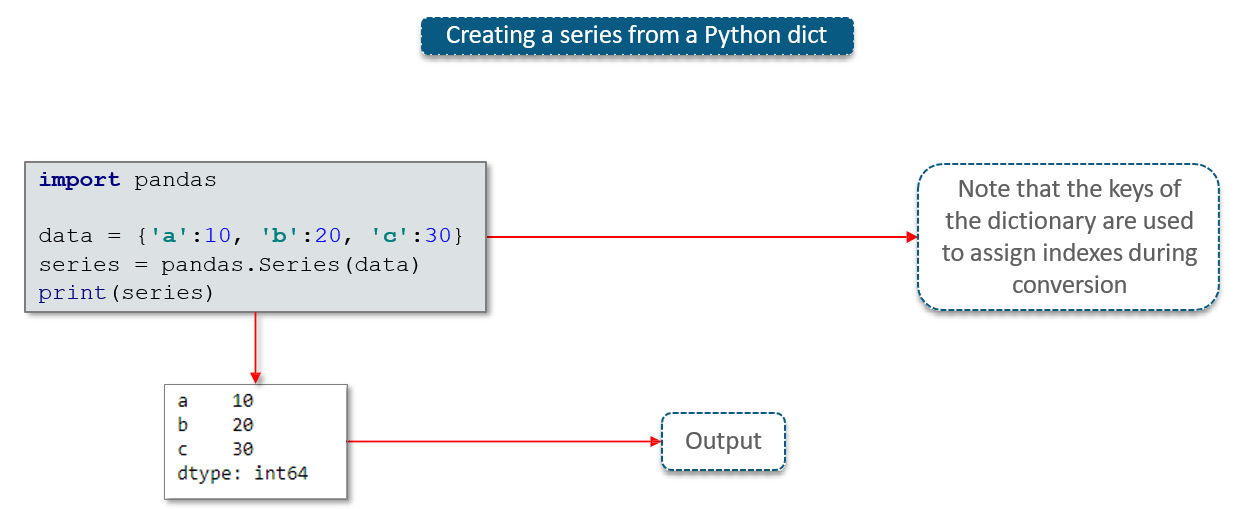 Creating a series from a Python dict
import pandas
data = {'a':10, 'b':20, 'c':30}
series = pandas.Series(data)
print(series)
Note that the keys of
the dictionary are used
to assign indexes during
conversion
a    10
b    20
c    30
dtype: int64
Output